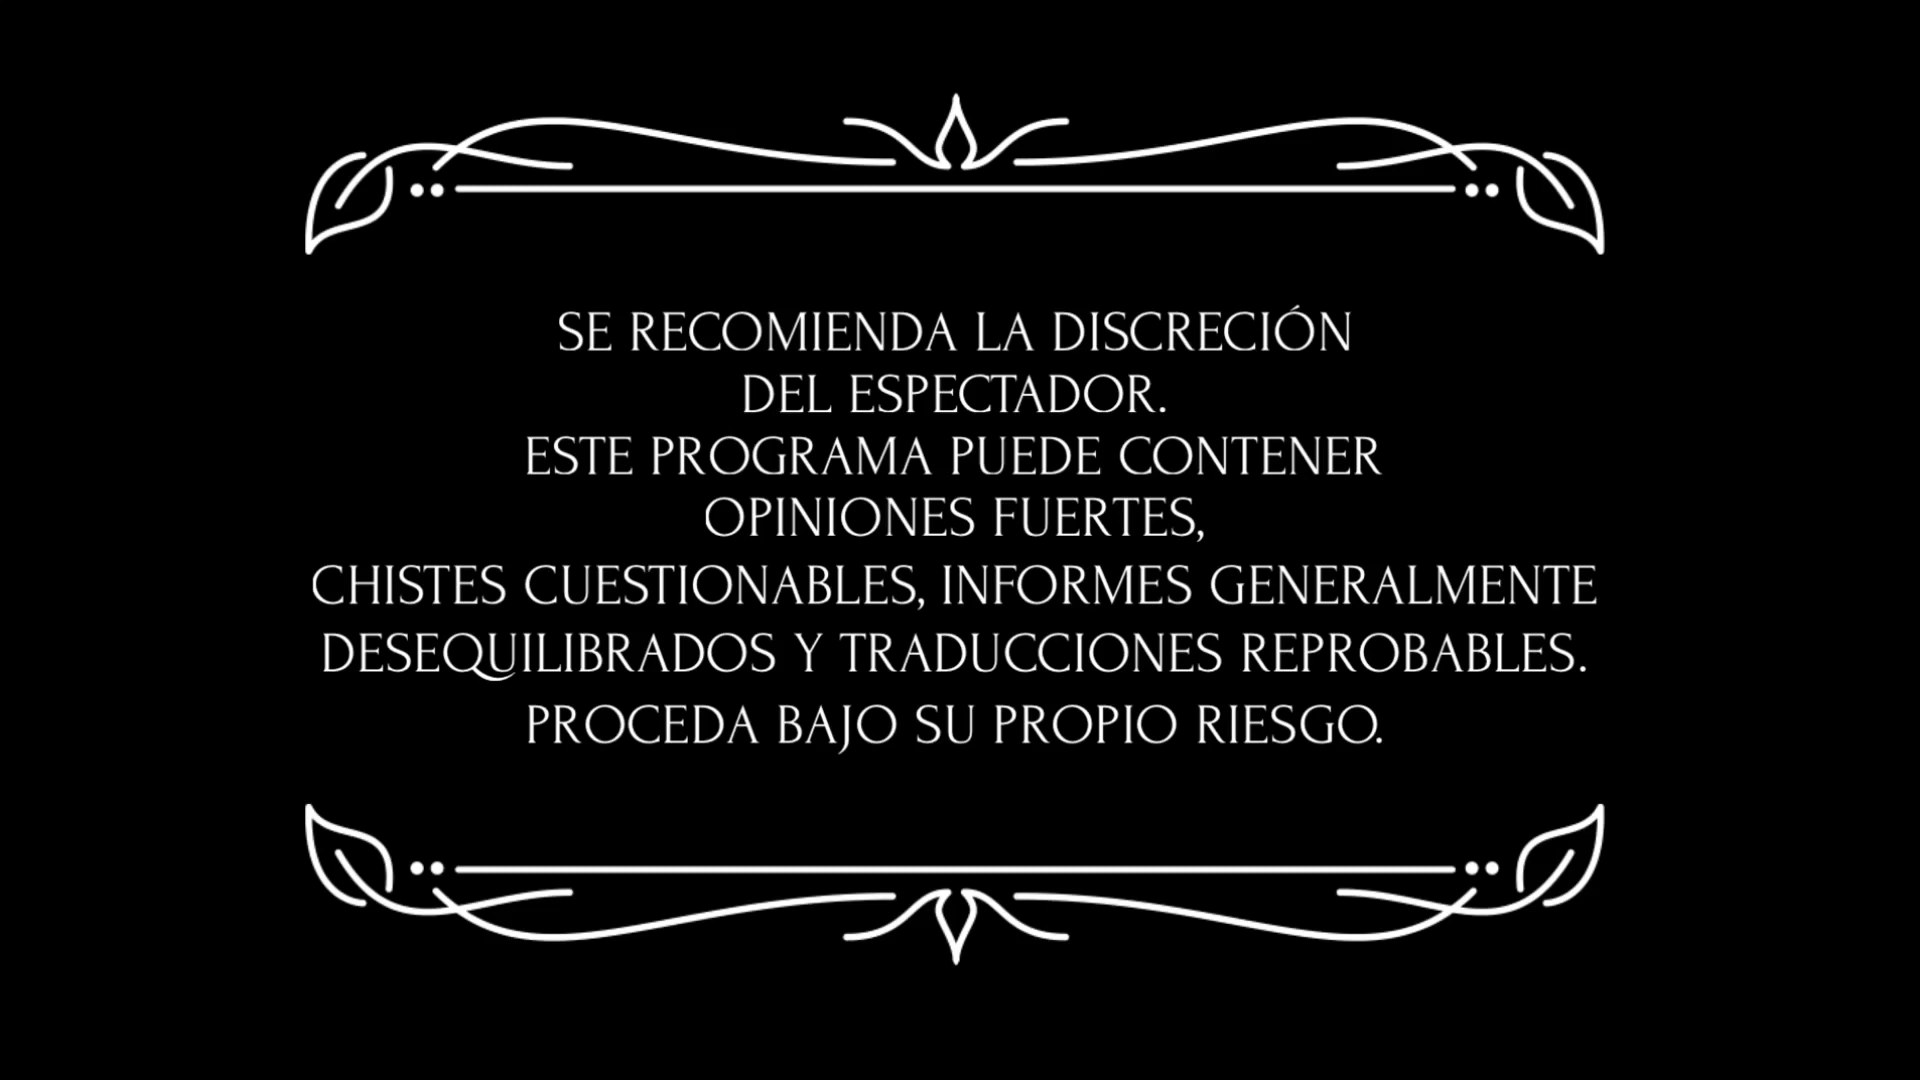 SE RECOMIENDA LA DISCRECIÓN
DEL ESPECTADOR.
ESTE PROGRAMA PUEDE CONTENER
OPINIONES FUERTES,
CHISTES CUESTIONABLES, INFORMES GENERALMENTE
DESEQUILIBRADOS Y TRADUCCIONES REPROBABLES.
PROCEDA BAJO SU PROPIO RIESGO.